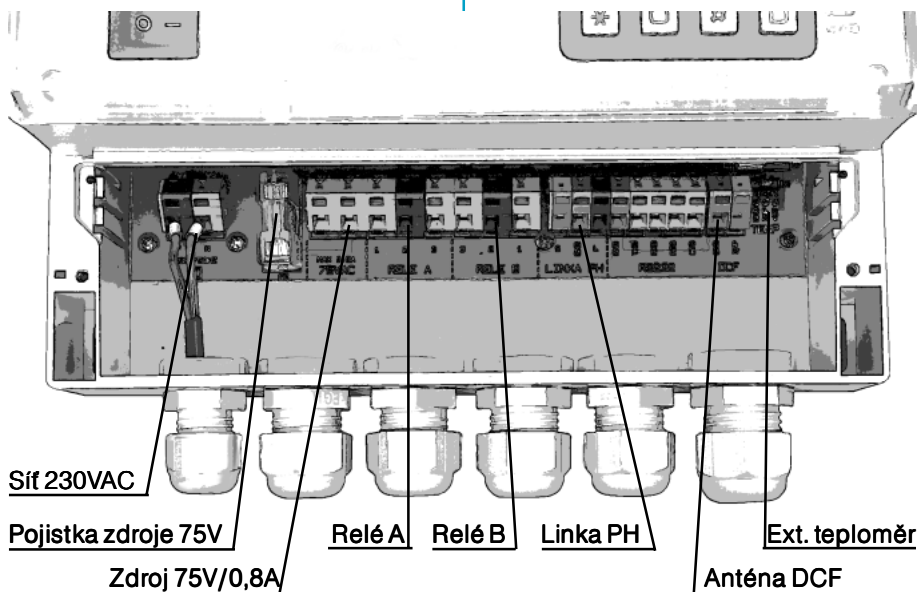 75VAC
RELE A
RELE B
LINKA PH
RS232
DCF
TEMP
Síť 230VAC
Pojistka zdroje 75V
Relé A
Relé B
Linka PH
Ext. teploměr
Zdroj 75V/0,8A
Anténa DCF